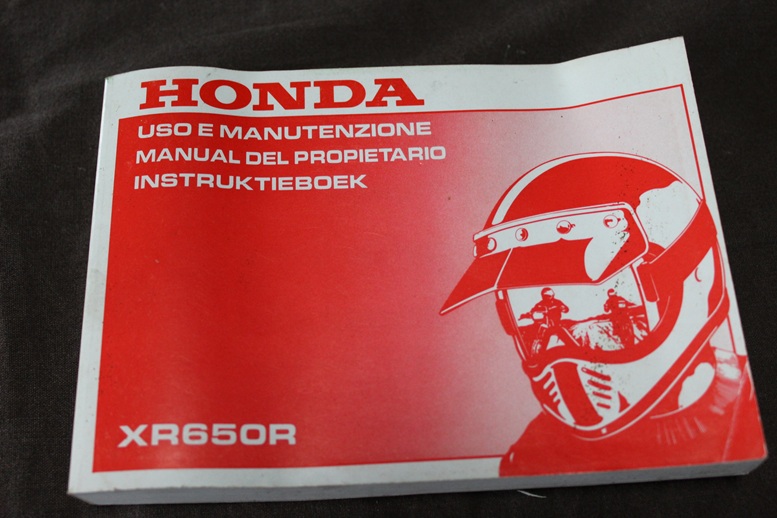 HONDA
USO E MANUTENZIONE
MANUAL DEL PROPIETARIO
INSTRUKTIEBOEK
XR650R